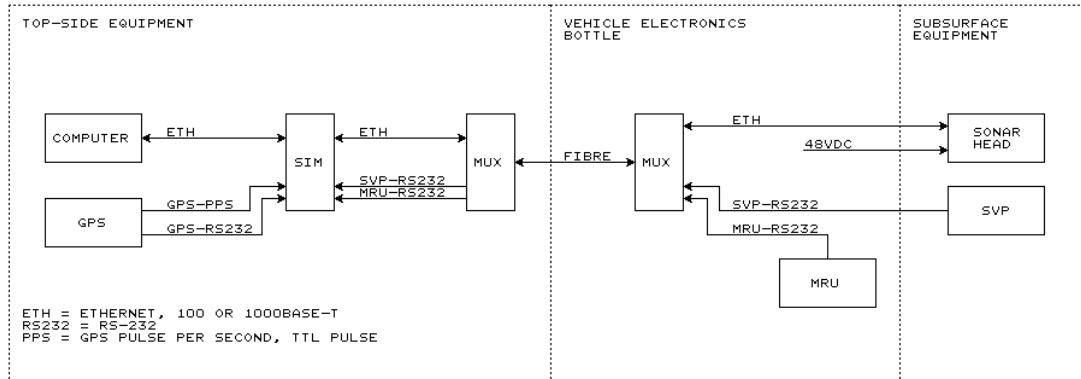 TOP-SIDE EQUIPMENT
VEHICLE ELECTRONICS
BOTTLE
SUBSURFACE
EQUIPMENT
COMPUTER
ETH
SIM
ETH
MUX
SVP-RS232
MRU-RS232
GPS
GPS-PPS
GPS-RS232
FIBRE
MUX
ETH
48VDC
SONAR
HEAD
SVP-RS232
SVP
MRU-RS232
MRU
ETH = ETHERNET, 100 OR 1000BASE-T
RS232 = RS-232
PPS = GPS PULSE PER SECOND, TTL PULSE